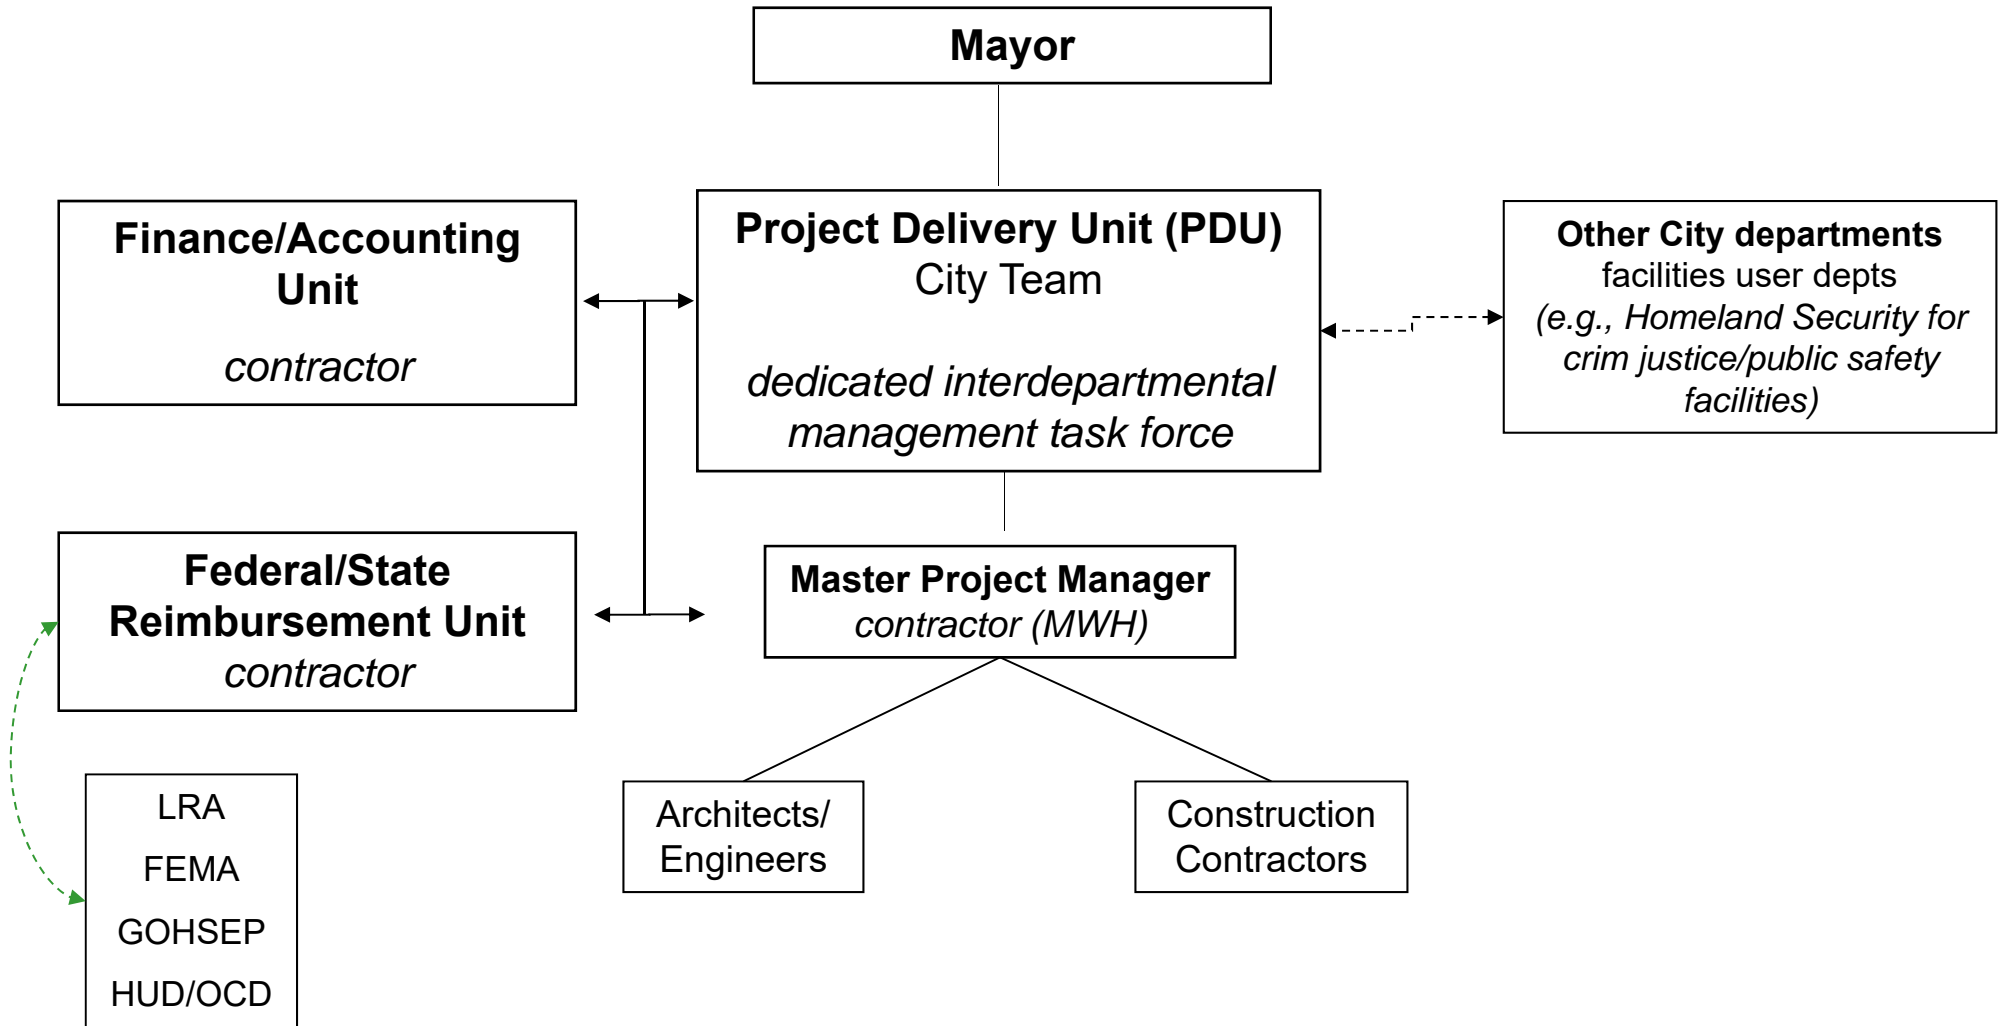 Mayor
Finance/Accounting
Unit
contractor
Project Delivery Unit (PDU)
City Team
dedicated interdepartmental
management task force
Other City departments
facilities user depts
(e.g., Homeland Security for
crim justice/public safety
facilities)
Federal/State
Reimbursement Unit
contractor
Master Project Manager
contractor (MWH)
LRA
FEMA
GOHSEP
HUD/OCD
Architects/
Engineers
Construction
Contractors